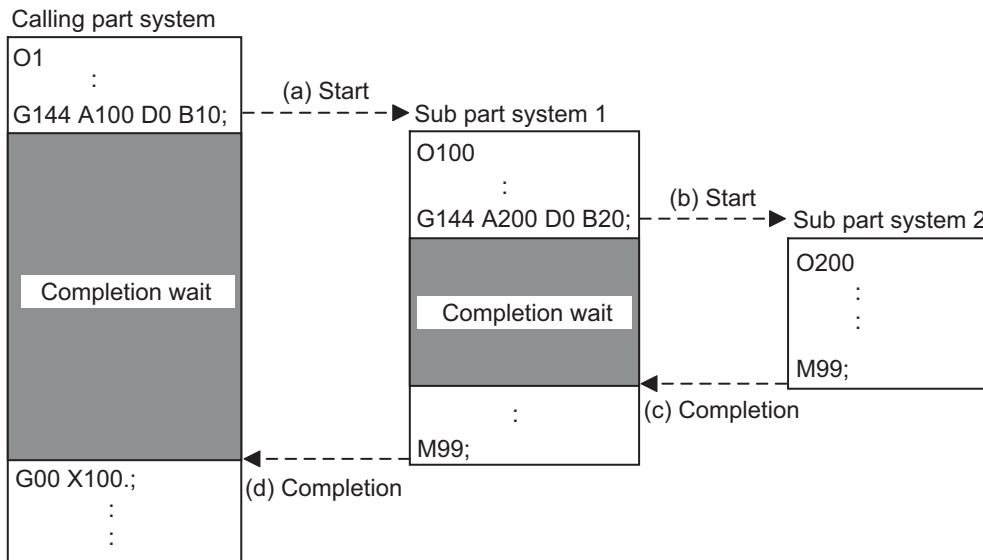 Calling part system
O1
:
G144 A100 D0 B10;
(a) Start
Completion wait
G00 X100.;
:
:
Sub part system 1
O100
:
G144 A200 D0 B20;
(b) Start
Completion wait
:
M99;
(d) Completion
Sub part system 2
O200
:
:
M99;
(c) Completion